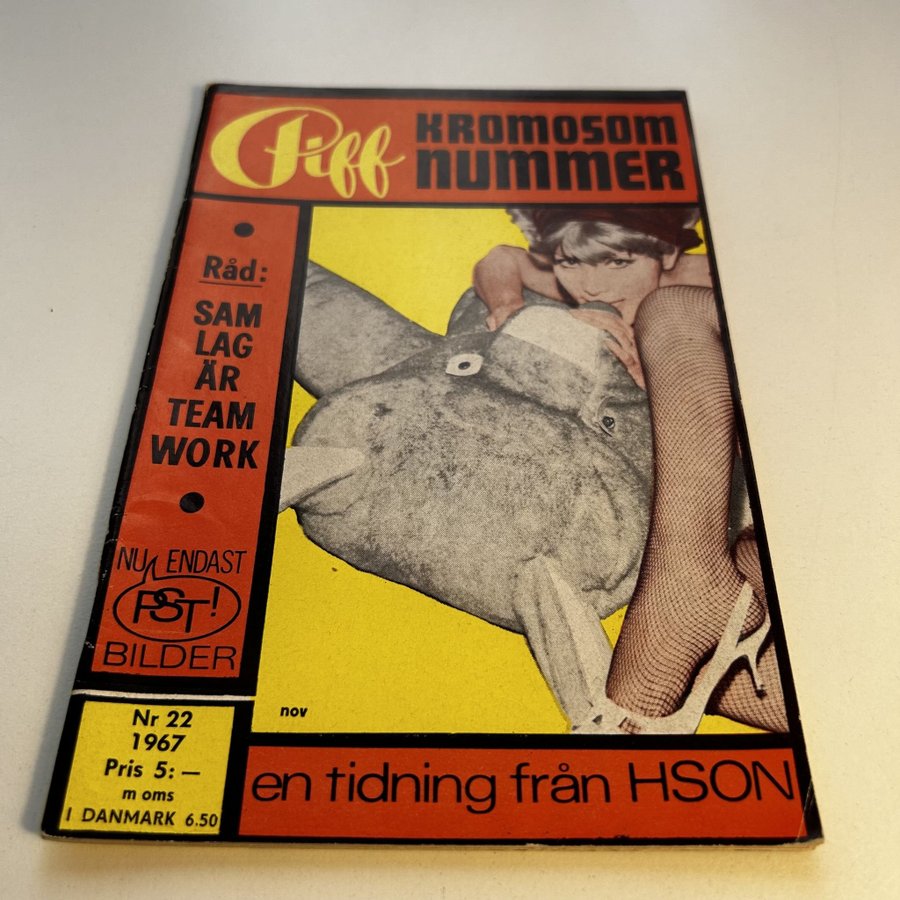 Piff
KROMOSOM
NUMMER
Råd:
SAM
LAG
ÄR
TEAM
WORK
NU ENDAST
PST!
BILDER
nov
Nr 22
1967
Pris 5:—
m oms
I DANMARK 6.50
en tidning från HSON